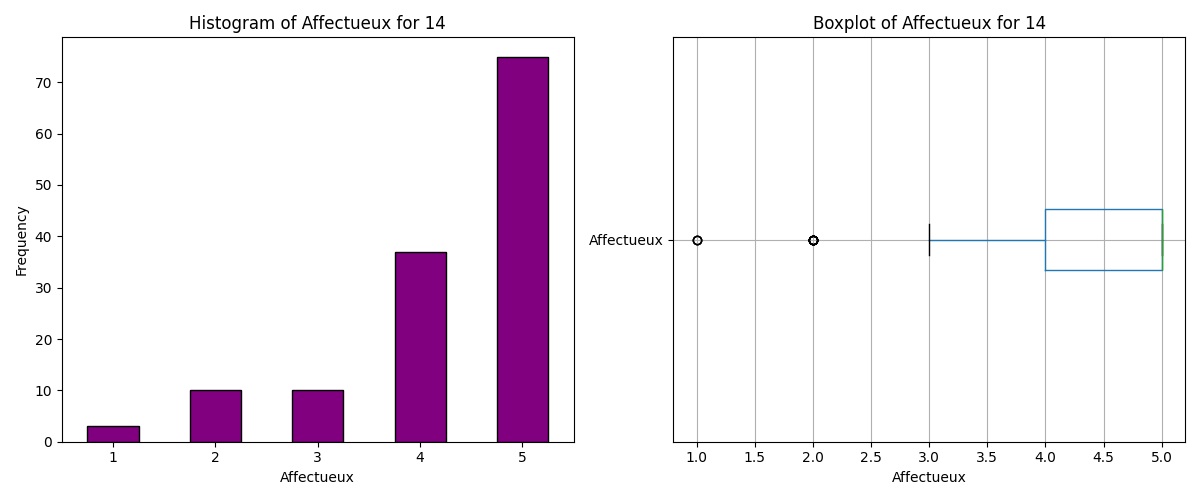 Histogram of Affectueux for 14
Frequency
70
60
50
40
30
20
10
0
1 2 3 4 5
Affectueux
Boxplot of Affectueux for 14
Affectueux
1.0 1.5 2.0 2.5 3.0 3.5 4.0 4.5 5.0
Affectueux